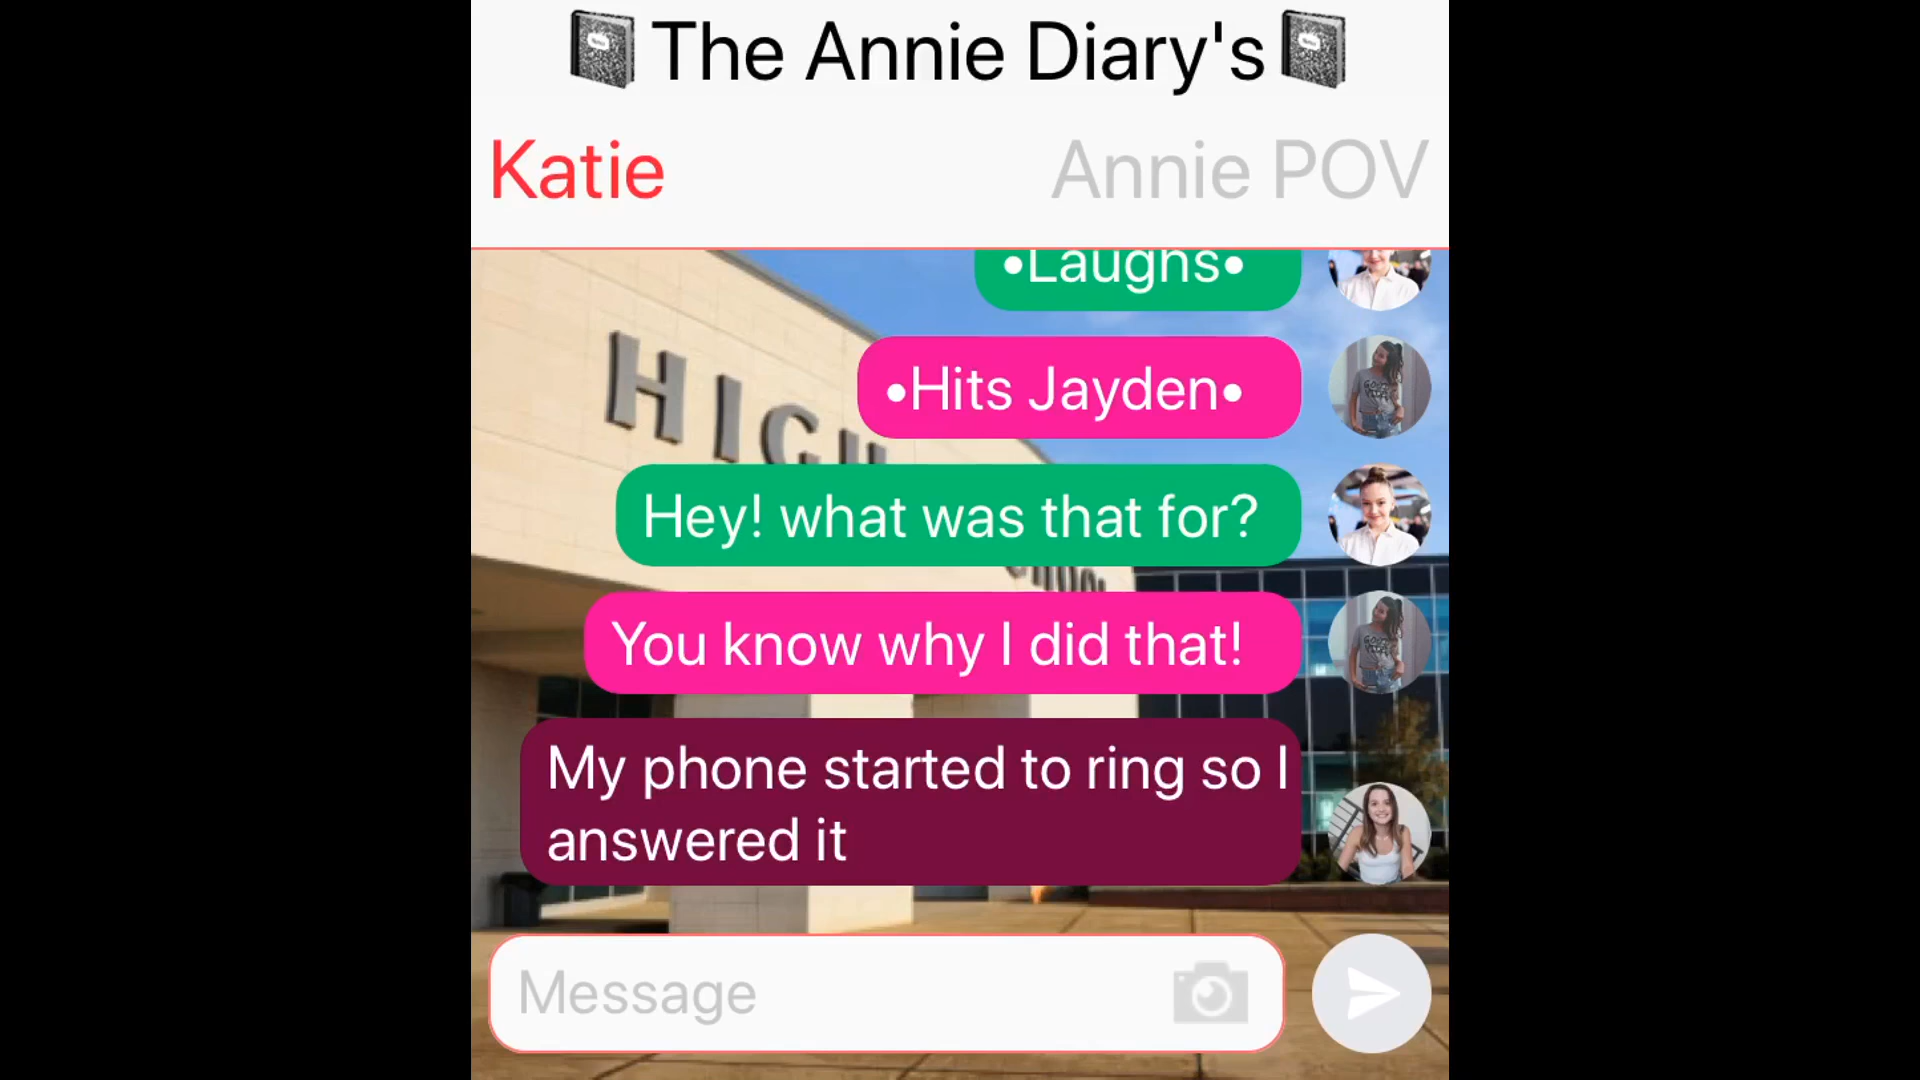 The Annie Diary's
Katie
Annie POV
•Laughs•
•Hits Jayden•
HIGH
Hey! what was that for?
You know why I did that!
My phone started to ring so I
answered it
Message